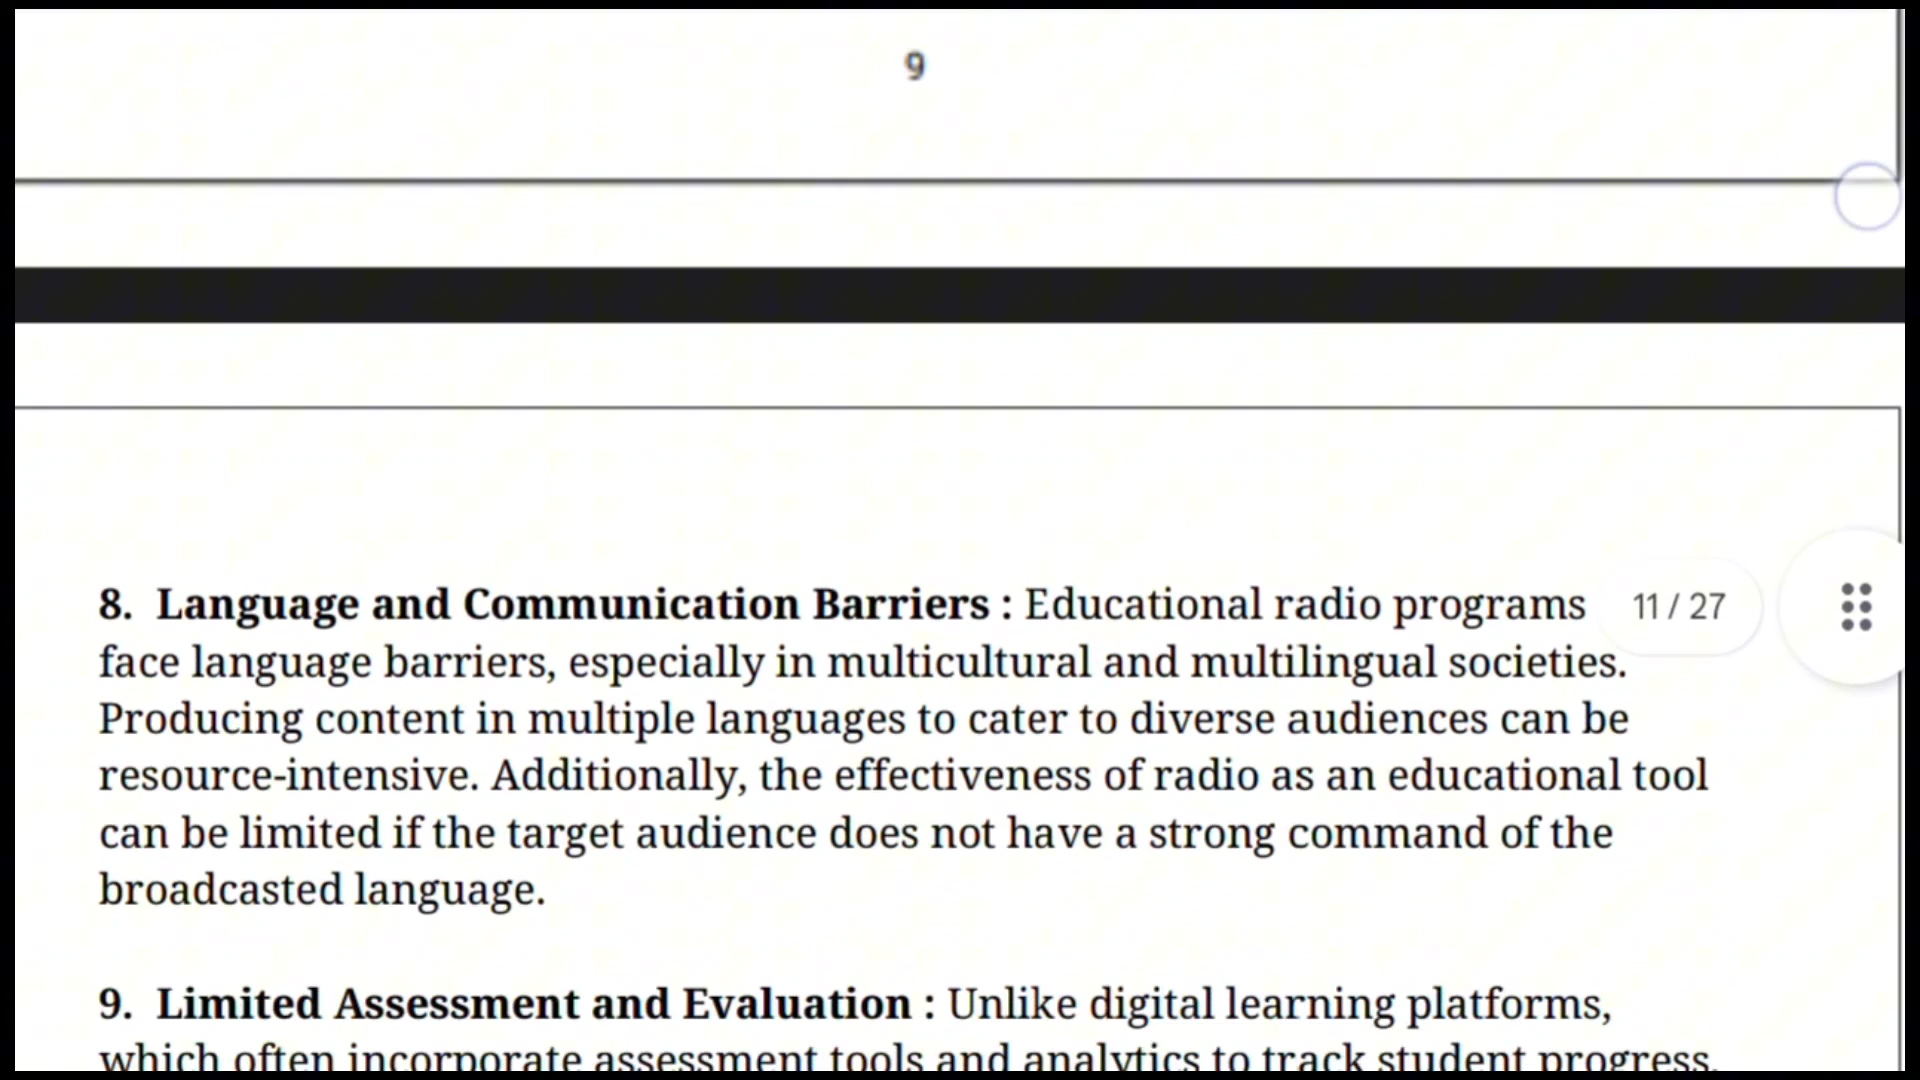 9
8. Language and Communication Barriers : Educational radio programs
11 / 27
face language barriers, especially in multicultural and multilingual societies.
Producing content in multiple languages to cater to diverse audiences can be
resource-intensive. Additionally, the effectiveness of radio as an educational tool
can be limited if the target audience does not have a strong command of the
broadcasted language.
9. Limited Assessment and Evaluation : Unlike digital learning platforms,
which often incorporate assessment tools and analytics to track student progress,